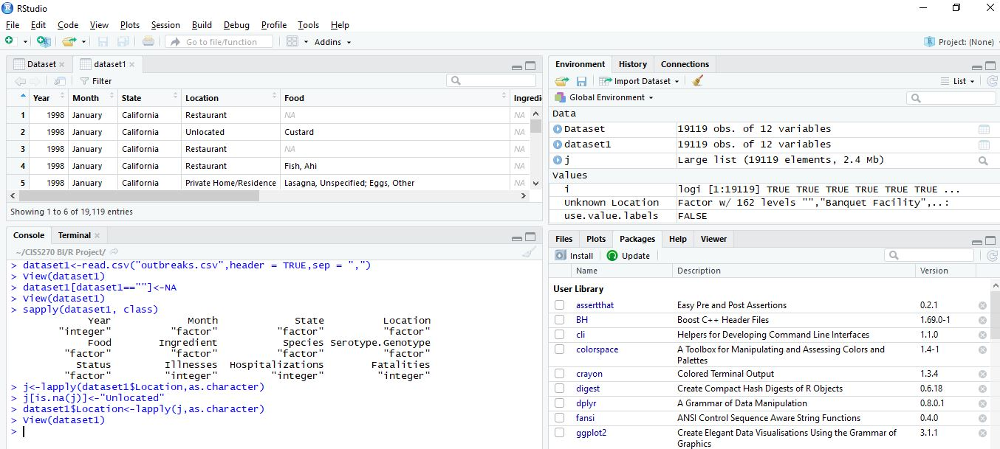 RStudio
File Edit Code View Plots Session Build Debug Profile Tools Help
Go to file/function Addins Project: (None)
Dataset dataset1
Filter
Year Month State Location Food Ingredi
1 1998 January California Restaurant NA NA
2 1998 January California Unlocated Custard NA
3 1998 January California Restaurant NA NA
4 1998 January California Restaurant Fish, Ahi NA
5 1998 January California Private Home/Residence Lasagna, Unspecified; Eggs, Other NA
Showing 1 to 6 of 19,119 entries
Console Terminal
~/CIS5270 BI/R Project/
> dataset1<-read.csv("outbreaks.csv",header = TRUE,sep = ",")
> View(dataset1)
> dataset1[dataset1==""]<-NA
> View(dataset1)
> sapply(dataset1, class)
Year Month State Location
"integer" "factor" "factor" "factor"
Food Ingredient Species Serotype.Genotype
"factor" "factor" "factor" "factor"
Status Illnesses Hospitalizations Fatalities
"factor" "integer" "integer" "integer"
> j<-lapply(dataset1$Location,as.character)
> j[is.na(j)]<-"Unlocated"
> dataset1$Location<-lapply(j,as.character)
> View(dataset1)
>
Environment History Connections
Import Dataset List
Global Environment
Data
Dataset 19119 obs. of 12 variables
dataset1 19119 obs. of 12 variables
j Large list (19119 elements, 2.4 Mb)
Values
i logi [1:19119] TRUE TRUE TRUE TRUE TRUE TRUE ...
Unknown Location Factor w/ 162 levels "","Banquet Facility",..:
use.value.labels FALSE
Files Plots Packages Help Viewer
Install Update
Name Description Version
User Library
assertthat Easy Pre and Post Assertions 0.2.1
BH Boost C++ Header Files 1.69.0-1
cli Helpers for Developing Command Line Interfaces 1.1.0
colorspace A Toolbox for Manipulating and Assessing Colors and 1.4-1
Palettes
crayon Colored Terminal Output 1.3.4
digest Create Compact Hash Digests of R Objects 0.6.18
dplyr A Grammar of Data Manipulation 0.8.0.1
fansi ANSI Control Sequence Aware String Functions 0.4.0
ggplot2 Create Elegant Data Visualisations Using the Grammar of 3.1.1
Graphics